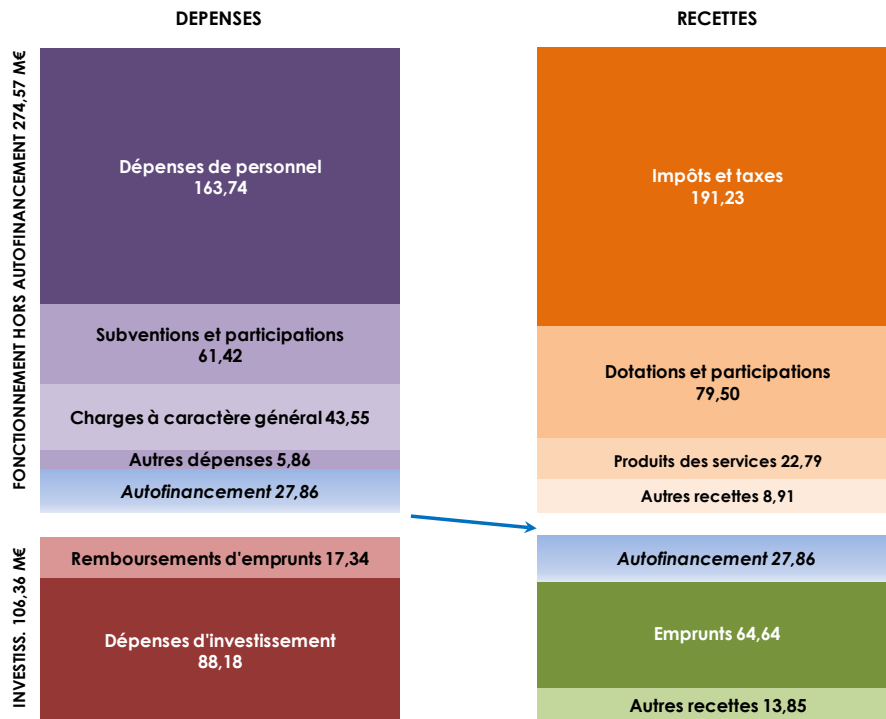 DEPENSES
RECETTES
FONCTIONNEMENT HORS AUTOFINANCEMENT 274,57 M€
Dépenses de personnel
163,74
Subventions et participations
61,42
Charges à caractère général 43,55
Autres dépenses 5,86
Autofinancement 27,86
Impôts et taxes
191,23
Dotations et participations
79,50
Produits des services 22,79
Autres recettes 8,91
INVESTISS. 106,36 M€
Remboursements d'emprunts 17,34
Dépenses d'investissement
88,18
Autofinancement 27,86
Emprunts 64,64
Autres recettes 13,85